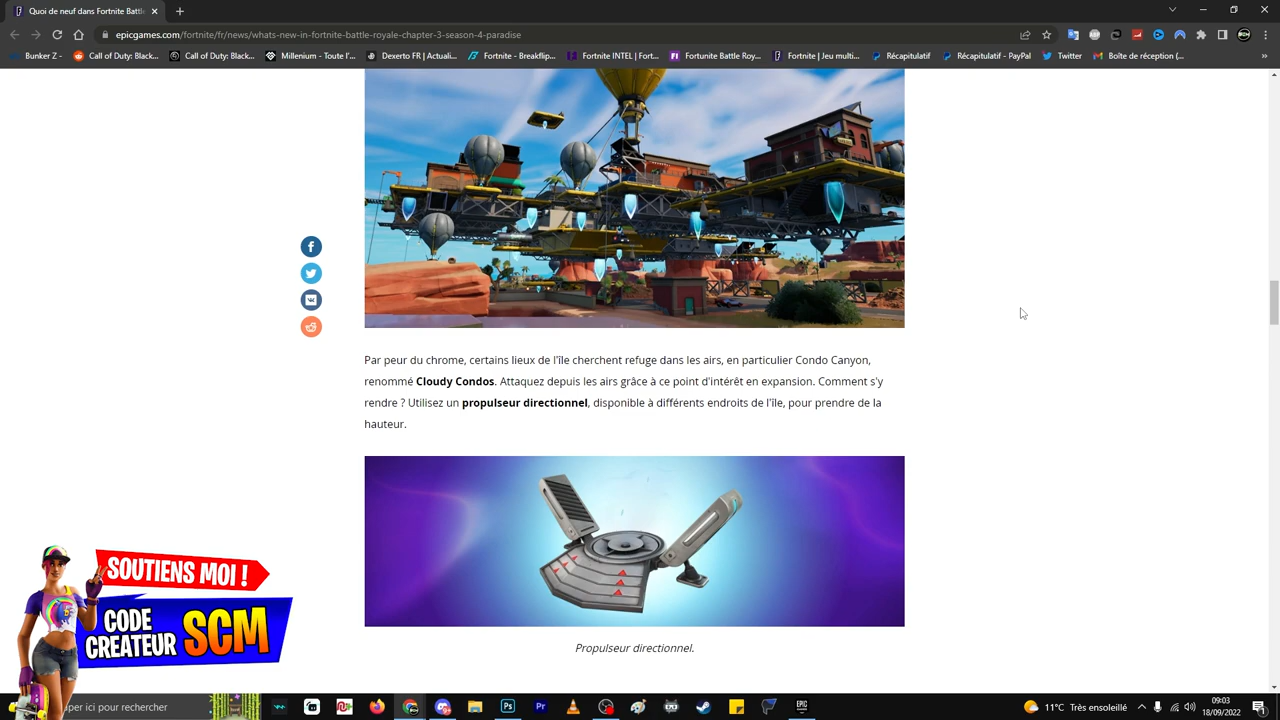 Quoi de neuf dans Fortnite Battl
epicgames.com/fortnite/fr/news/whats-new-in-fortnite-battle-royale-chapter-3-season-4-paradise
Bunker Z - Call of Duty: Black... Call of Duty: Black... Millenium - Toute l'... Dexerto FR | Actuali... Fortnite - Breakflip... Fortnite INTEL | Fort... Fortunite Battle Roy... Fortnite | Jeu multi... Récapitulatif Récapitulatif - PayPal Twitter Boîte de réception (... »
Par peur du chrome, certains lieux de l'île cherchent refuge dans les airs, en particulier Condo Canyon,
renommé Cloudy Condos. Attaquez depuis les airs grâce à ce point d'intérêt en expansion. Comment s'y
rendre ? Utilisez un propulseur directionnel, disponible à différents endroits de l'île, pour prendre de la
hauteur.
Propulseur directionnel.
SOUTIENS MOI !
CODE
CREATEUR SCM
aper ici pour rechercher
11°C Très ensoleillé
09:03
18/09/2022